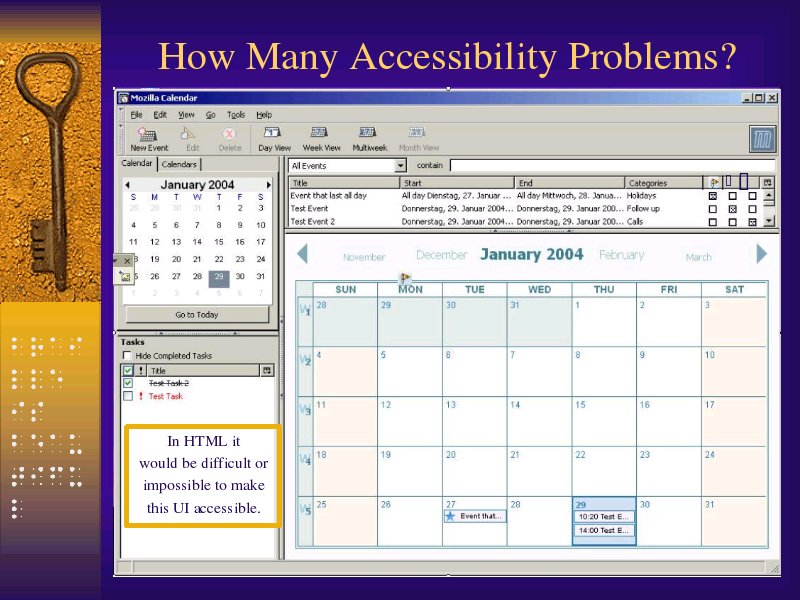 How Many Accessibility Problems?
Mozilla Calendar
File Edit View Go Tools Help
New Event Edit Delete Day View Week View Multiweek Month View
Calendar Calendars
All Events contain
January 2004
S M T W T F S
28 29 30 31 1 2 3
4 5 6 7 8 9 10
11 12 13 14 15 16 17
19 20 21 22 23 24
26 27 28 29 30 31
1 2 3 4 5 6 7
Go to Today
Title Start End Categories
Event that last all day All day Dienstag, 27. Januar ... All day Mittwoch, 28. Janua... Holidays
Test Event Donnerstag, 29. Januar 2004... Donnerstag, 29. Januar 200... Follow up
Test Event 2 Donnerstag, 29. Januar 2004... Donnerstag, 29. Januar 200... Calls
November December January 2004 February March
SUN MON TUE WED THU FRI SAT
W1 28 29 30 31 1 2 3
W2 4 5 6 7 8 9 10
W3 11 12 13 14 15 16 17
W4 18 19 20 21 22 23 24
W5 25 26 27 28 29 30 31
Event that...
10:20 Test E...
14:00 Test E...
Tasks
Hide Completed Tasks
! Title
Test Task 2
! Test Task
In HTML it
would be difficult or
impossible to make
this UI accessible.